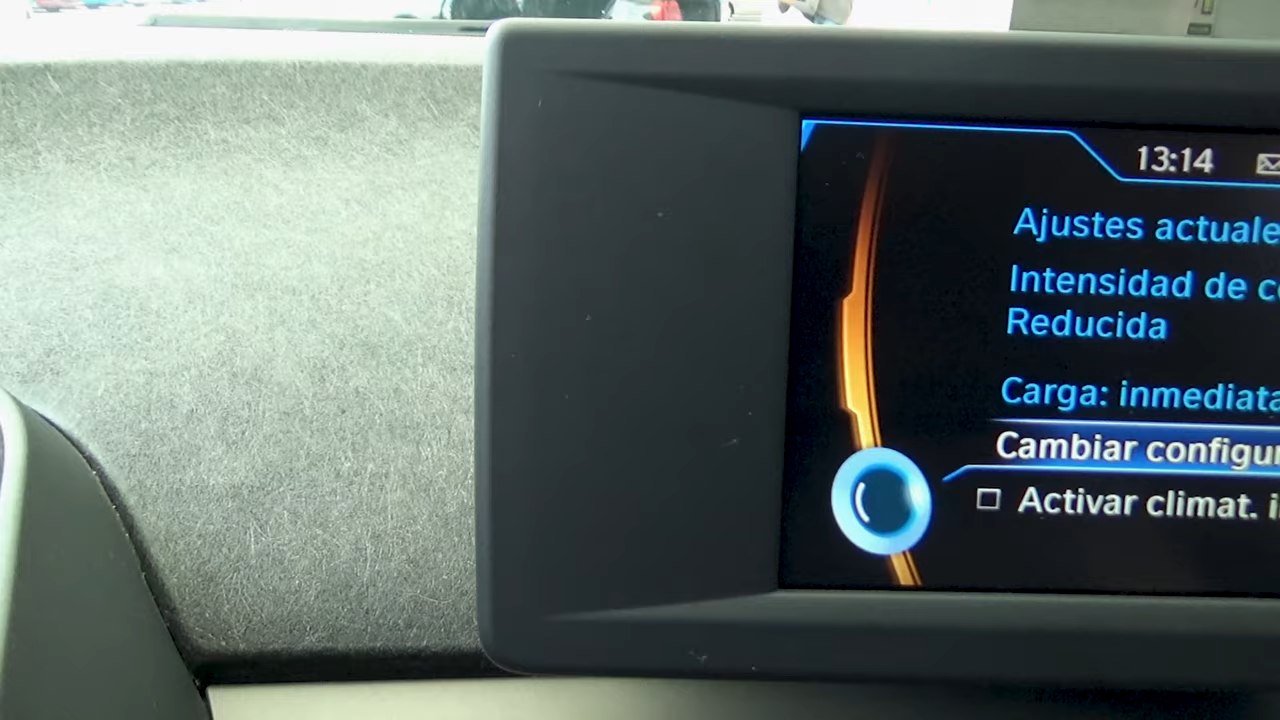 13:14
Ajustes actuale
Intensidad de c
Reducida
Carga: inmediata
Cambiar configur
Activar climat. i